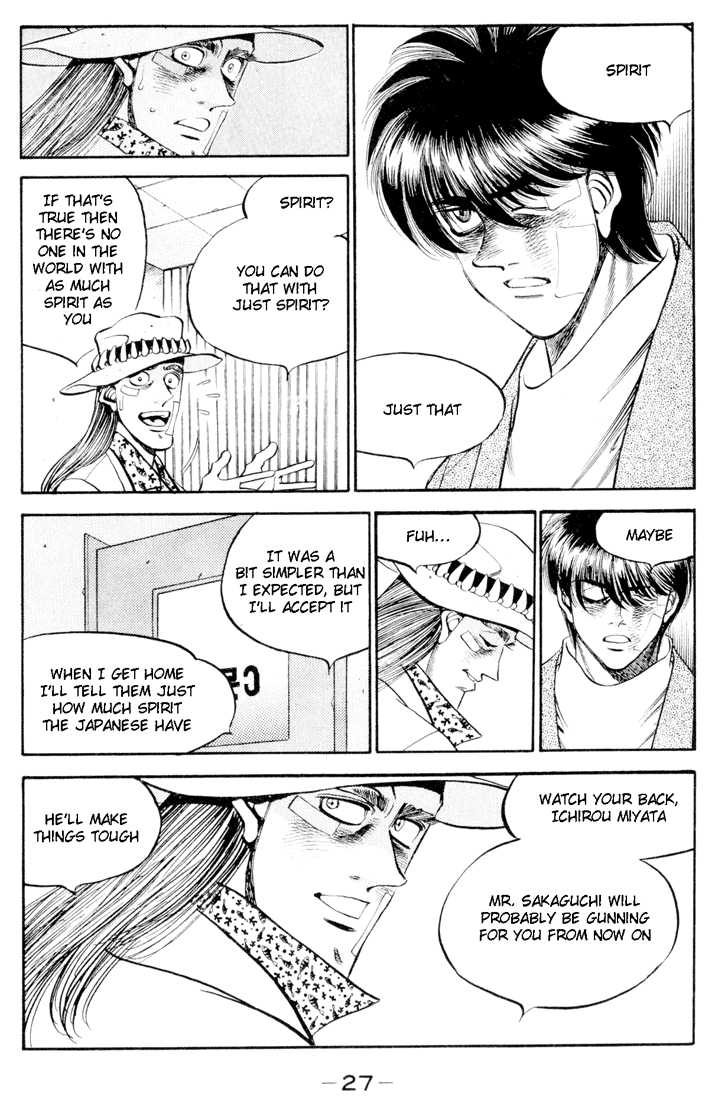 SPIRIT
JUST THAT
SPIRIT?
YOU CAN DO
THAT WITH
JUST SPIRIT?
IF THAT'S
TRUE THEN
THERE'S NO
ONE IN THE
WORLD WITH
AS MUCH
SPIRIT AS
YOU
MAYBE
FUH...
IT WAS A
BIT SIMPLER THAN
I EXPECTED, BUT
I'LL ACCEPT IT
WHEN I GET HOME
I'LL TELL THEM JUST
HOW MUCH SPIRIT
THE JAPANESE HAVE
WATCH YOUR BACK,
ICHIROU MIYATA
MR. SAKAGUCHI WILL
PROBABLY BE GUNNING
FOR YOU FROM NOW ON
HE'LL MAKE
THINGS TOUGH
-27-